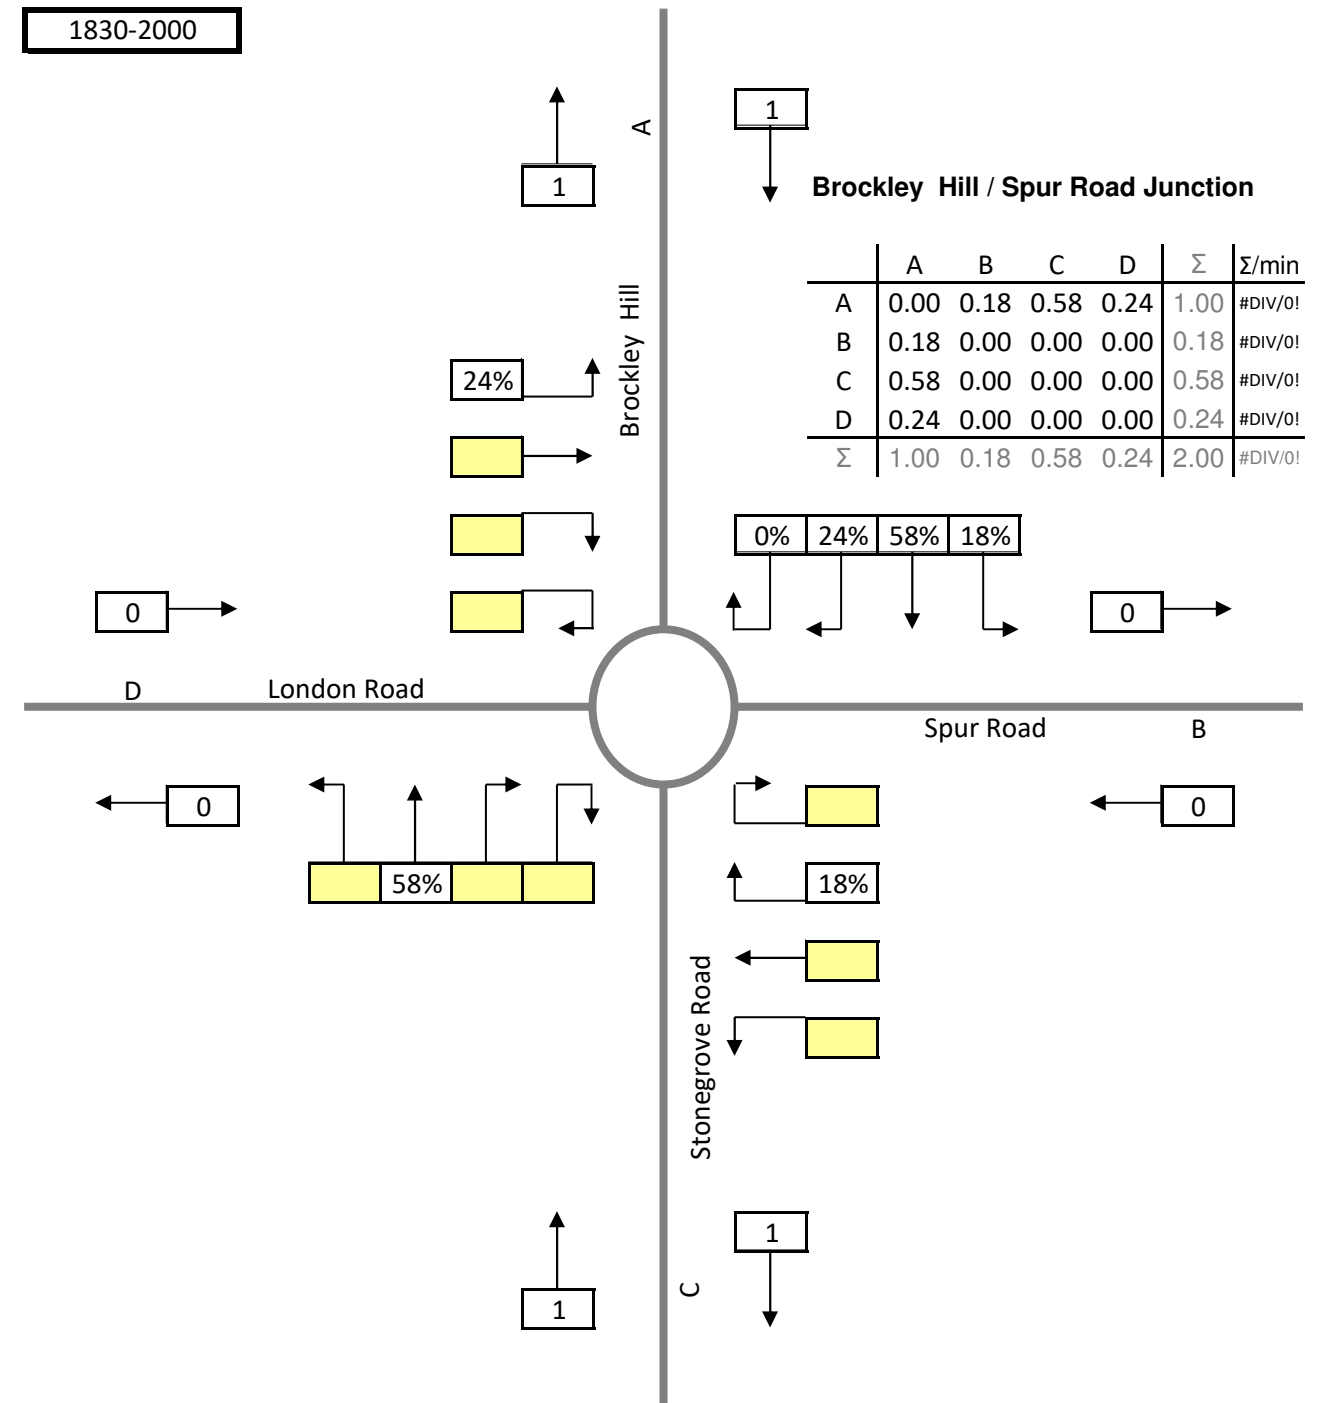 1830-2000
A
1
1
Brockley Hill / Spur Road Junction
A B C D Σ Σ/min
A 0.00 0.18 0.58 0.24 1.00 #DIV/0!
B 0.18 0.00 0.00 0.00 0.18 #DIV/0!
C 0.58 0.00 0.00 0.00 0.58 #DIV/0!
D 0.24 0.00 0.00 0.00 0.24 #DIV/0!
Σ 1.00 0.18 0.58 0.24 2.00 #DIV/0!
Brockley Hill
24%
0% 24% 58% 18%
0
0
D
London Road
Spur Road
B
0
0
58%
18%
Stonegrove Road
1
C
1